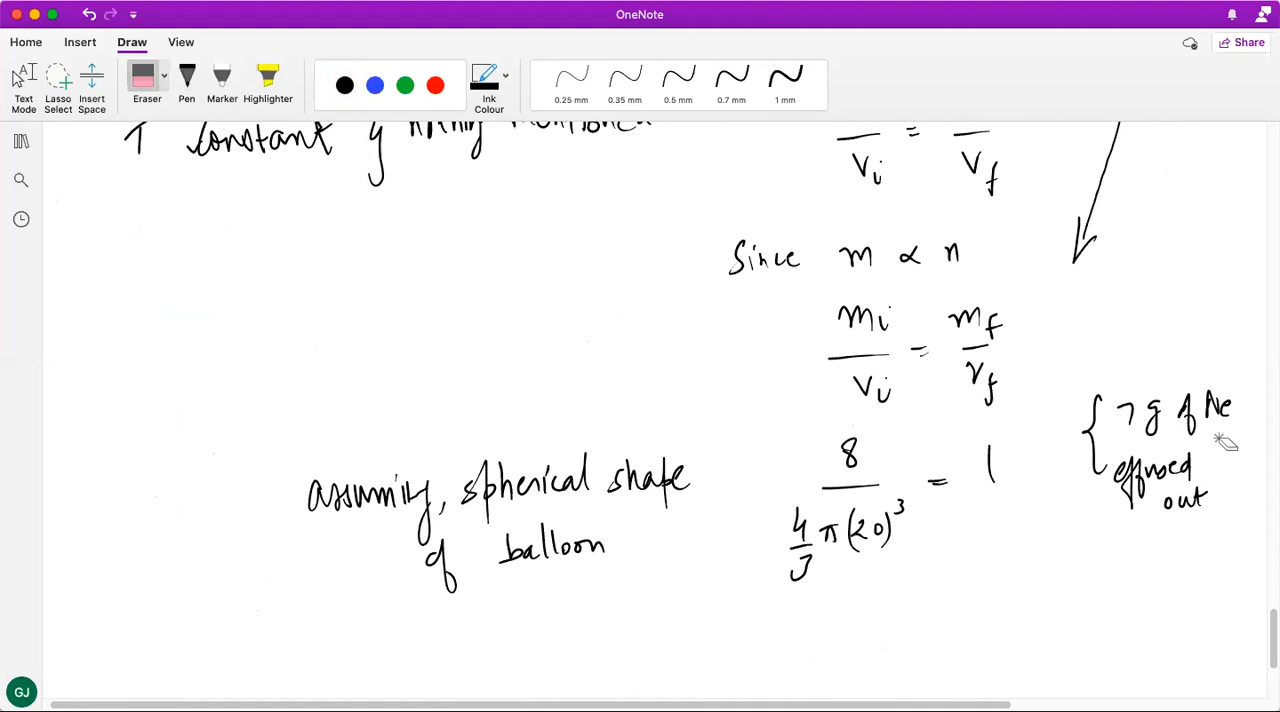 OneNote
Home Insert Draw View
Share
Text Mode
Lasso Select
Insert Space
Eraser
Pen
Marker
Highlighter
Ink Colour
0.25 mm 0.35 mm 0.5 mm 0.7 mm 1 mm
T constant if nothing mentioned
/Vi = /Vf
Since m ∝ n
mi/Vi = mf/Vf
{ 7 g of Ne
effused
out
assuming, spherical shape
of balloon
8/(4/3 π(20)³) = 1
GJ